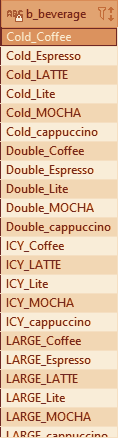 ABC b_beverage
Cold_Coffee
Cold_Espresso
Cold_LATTE
Cold_Lite
Cold_MOCHA
Cold_cappuccino
Double_Coffee
Double_Espresso
Double_Lite
Double_MOCHA
Double_cappuccino
ICY_Coffee
ICY_LATTE
ICY_Lite
ICY_MOCHA
ICY_cappuccino
LARGE_Coffee
LARGE_Espresso
LARGE_LATTE
LARGE_Lite
LARGE_MOCHA
LARGE_cappuccino